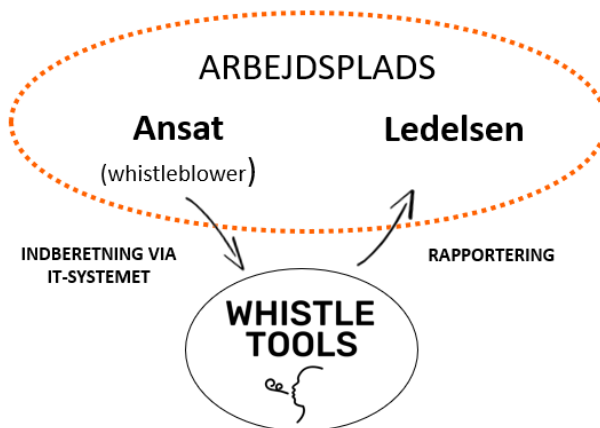 ARBEJDSPLADS
Ansat
Ledelsen
(whistleblower)
INDBERETNING VIA
IT-SYSTEMET
RAPPORTERING
WHISTLE
TOOLS